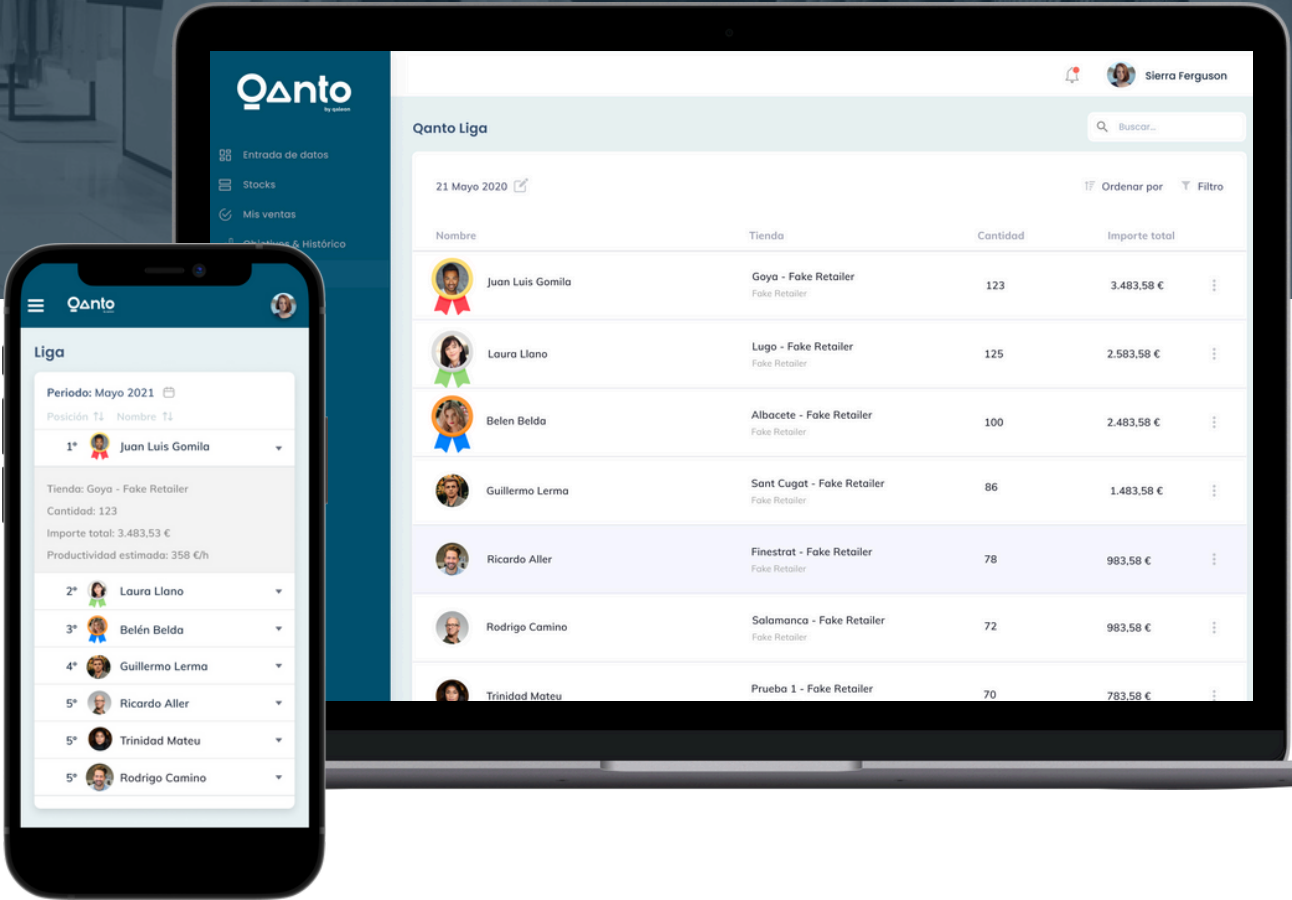 Qanto
by galeon
Entrada de datos
Stocks
Mis ventas
Objetivos & Histórico
Sierra Ferguson
Qanto Liga
Buscar...
21 Mayo 2020
Ordenar por Filtro
Nombre Tienda Cantidad Importe total
Juan Luis Gomila Goya - Fake Retailer 123 3.483,58 €
Fake Retailer
Laura Llano Lugo - Fake Retailer 125 2.583,58 €
Fake Retailer
Belen Belda Albacete - Fake Retailer 100 2.483,58 €
Fake Retailer
Guillermo Lerma Sant Cugat - Fake Retailer 86 1.483,58 €
Fake Retailer
Ricardo Aller Finestrat - Fake Retailer 78 983,58 €
Fake Retailer
Rodrigo Camino Salamanca - Fake Retailer 72 983,58 €
Fake Retailer
Trinidad Mateu Prueba 1 - Fake Retailer 70 783,58 €
Qanto
Liga
Periodo: Mayo 2021
Posición Nombre
1º Juan Luis Gomila
Tienda: Goya - Fake Retailer
Cantidad: 123
Importe total: 3.483,53 €
Productividad estimada: 358 €/h
2º Laura Llano
3º Belén Belda
4º Guillermo Lerma
5º Ricardo Aller
5º Trinidad Mateu
5º Rodrigo Camino